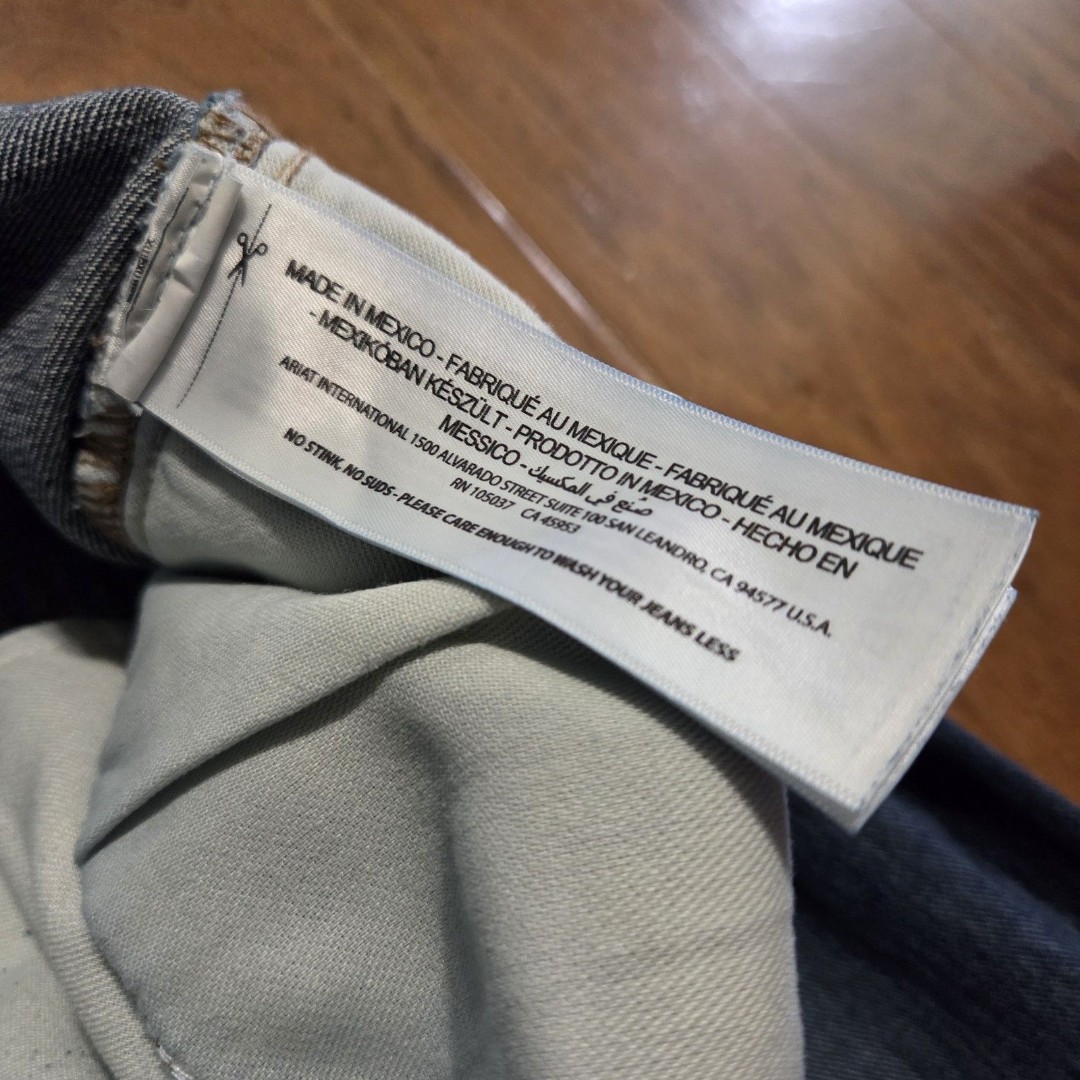 MADE IN MEXICO - FABRIQUÉ AU MEXIQUE - FABRIQUÉ AU MEXIQUE
- MEXIKÓBAN KÉSZÜLT - PRODOTTO IN MEXICO - HECHO EN
MESSICO - صُنع في المكسيك
ARIAT INTERNATIONAL 1500 ALVARADO STREET SUITE 100 SAN LEANDRO, CA 94577 U.S.A.
RN 105037 CA 45953
NO STINK, NO SUDS - PLEASE CARE ENOUGH TO WASH YOUR JEANS LESS